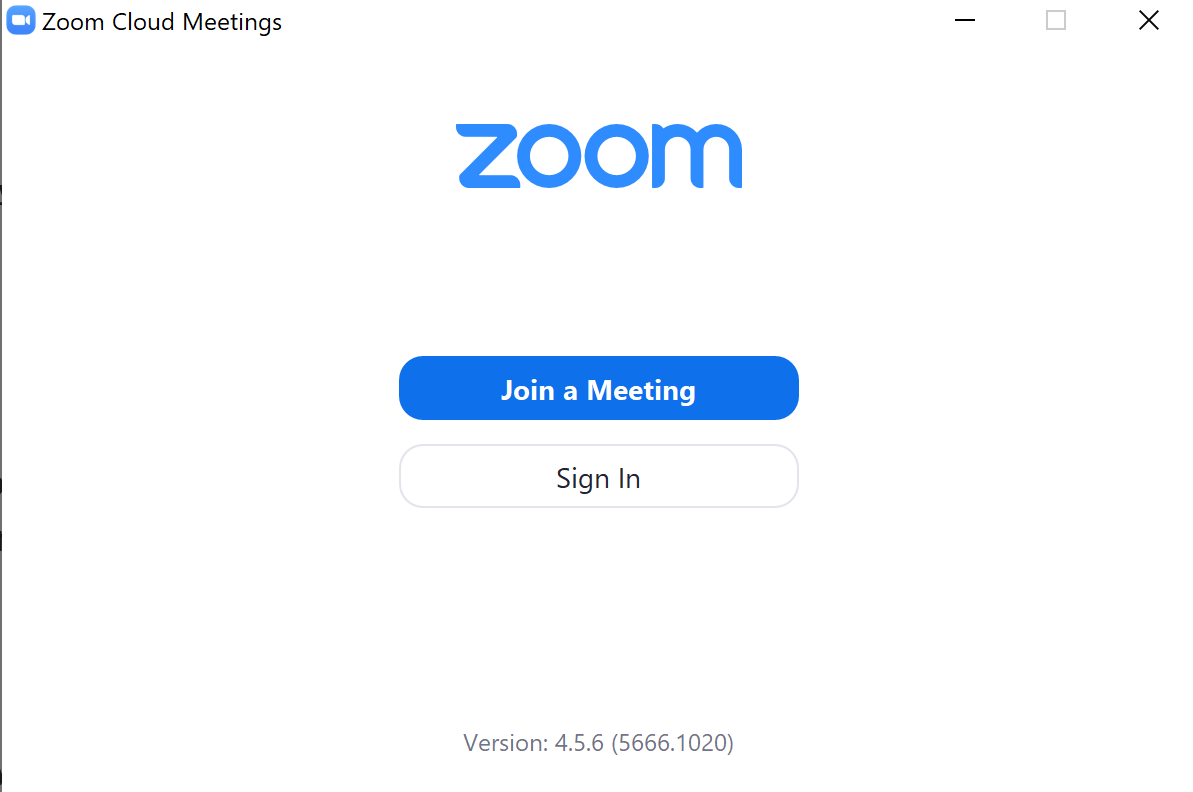 Zoom Cloud Meetings
zoom
Join a Meeting
Sign In
Version: 4.5.6 (5666.1020)